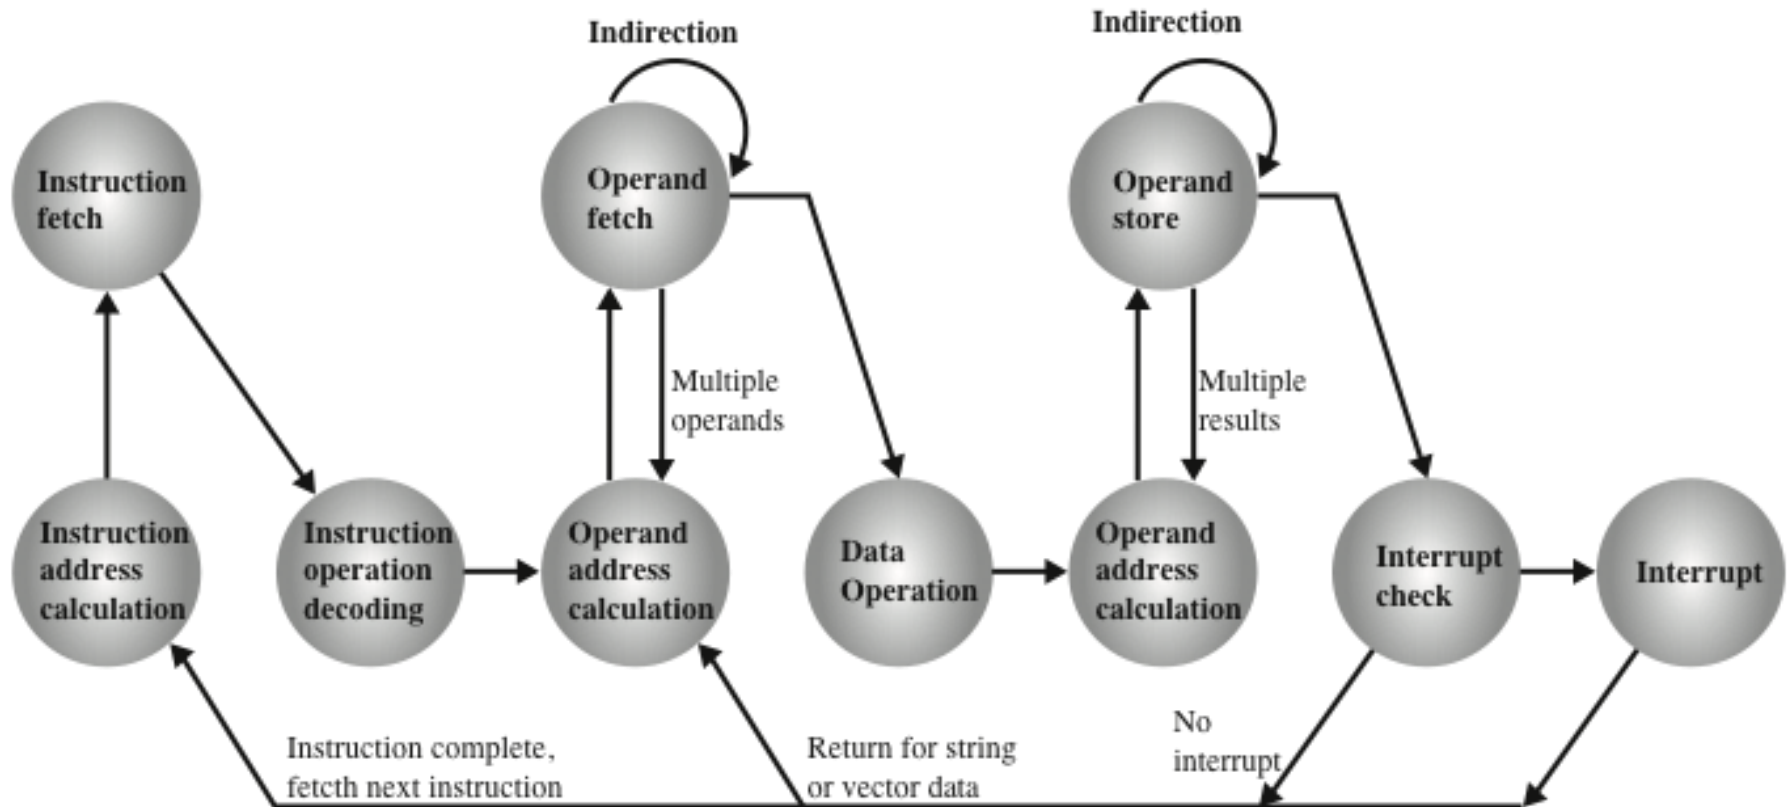 Indirection
Indirection
Instruction
fetch
Operand
fetch
Operand
store
Multiple
operands
Multiple
results
Instruction
address
calculation
Instruction
operation
decoding
Operand
address
calculation
Data
Operation
Operand
address
calculation
Interrupt
check
Interrupt
Instruction complete,
fetcth next instruction
Return for string
or vector data
No
interrupt